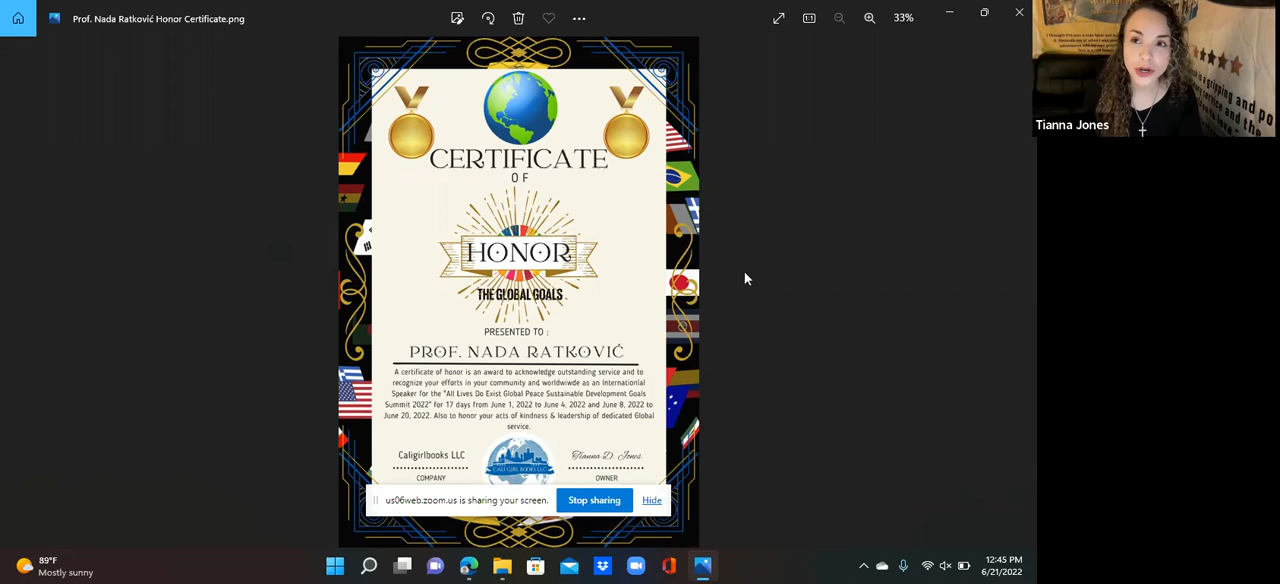 Prof. Nada Ratković Honor Certificate.png
33%
Tianna Jones
CERTIFICATE
OF
HONOR
THE GLOBAL GOALS
PRESENTED TO :
PROF. NADA RATKOVIĆ
A certificate of honor is an award to acknowledge outstanding service and to
recognize your efforts in your community and worldwiwde as an International
Speaker for the "All Lives Do Exist Global Peace Sustainable Development Goals
Summit 2022" for 17 days from June 1, 2022 to June 4, 2022 and June 8, 2022 to
June 20, 2022. Also to honor your acts of kindness & leadership of dedicated Global
service.
Caligirlbooks LLC
Tianna D. Jones
CALI GIRL BOOKS LLC
COMPANY
OWNER
us06web.zoom.us is sharing your screen.
Stop sharing
Hide
89°F
Mostly sunny
12:45 PM
6/21/2022